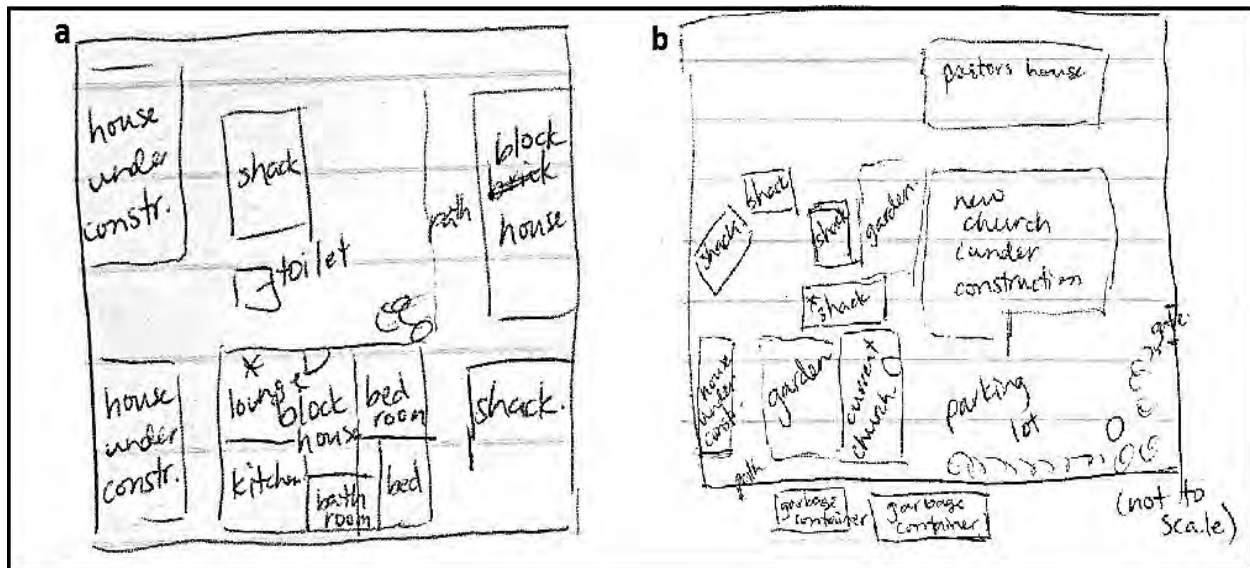 a
house
under
constr.
shack
toilet
path
block
brick
house
house
under
constr.
*
lounge
block
house
bed
room
kitchen
bath
room
bed
shack.
b
pastors house
shack
shack
shack
garden
new
church
(under
construction
*
shack
gate
house
under
constr.
garden
current
church
parking
lot
path
garbage
container
garbage
container
(not to
scale)